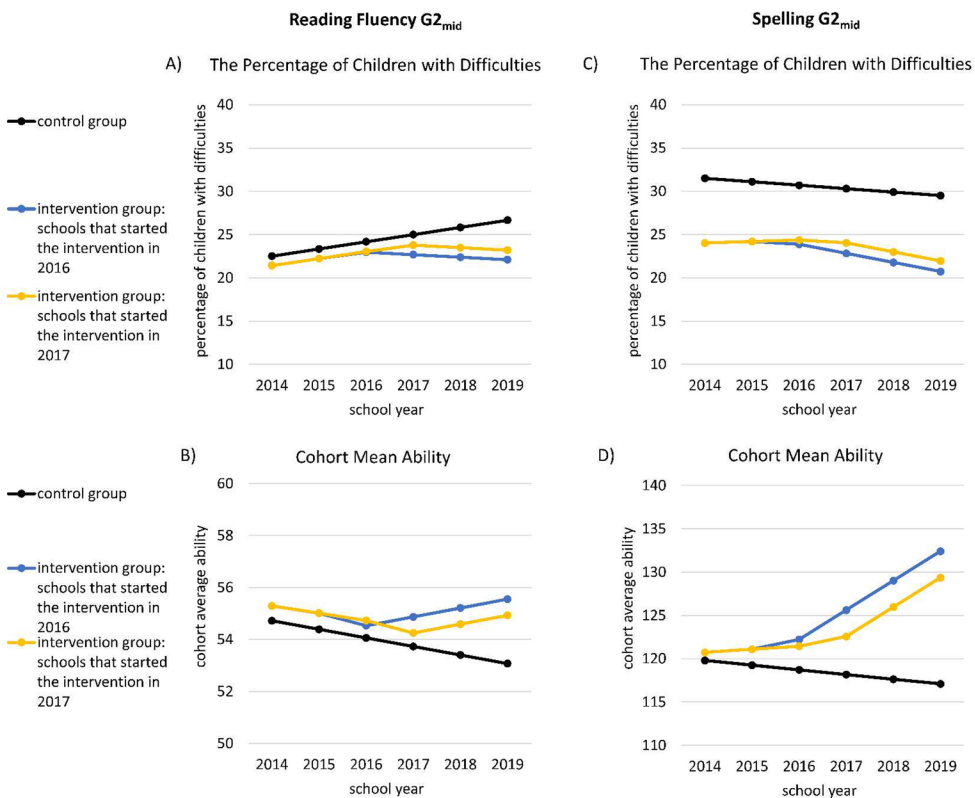 Reading Fluency G2mid
Spelling G2mid
A)
The Percentage of Children with Difficulties
C)
The Percentage of Children with Difficulties
control group
intervention group:
schools that started
the intervention in
2016
intervention group:
schools that started
the intervention in
2017
percentage of children with difficulties
40
35
30
25
20
15
10
2014 2015 2016 2017 2018 2019
school year
percentage of children with difficulties
40
35
30
25
20
15
10
2014 2015 2016 2017 2018 2019
school year
B)
Cohort Mean Ability
D)
Cohort Mean Ability
control group
intervention group:
schools that started
the intervention in
2016
intervention group:
schools that started
the intervention in
2017
cohort average ability
60
58
56
54
52
50
2014 2015 2016 2017 2018 2019
school year
cohort average ability
140
135
130
125
120
115
110
2014 2015 2016 2017 2018 2019
school year